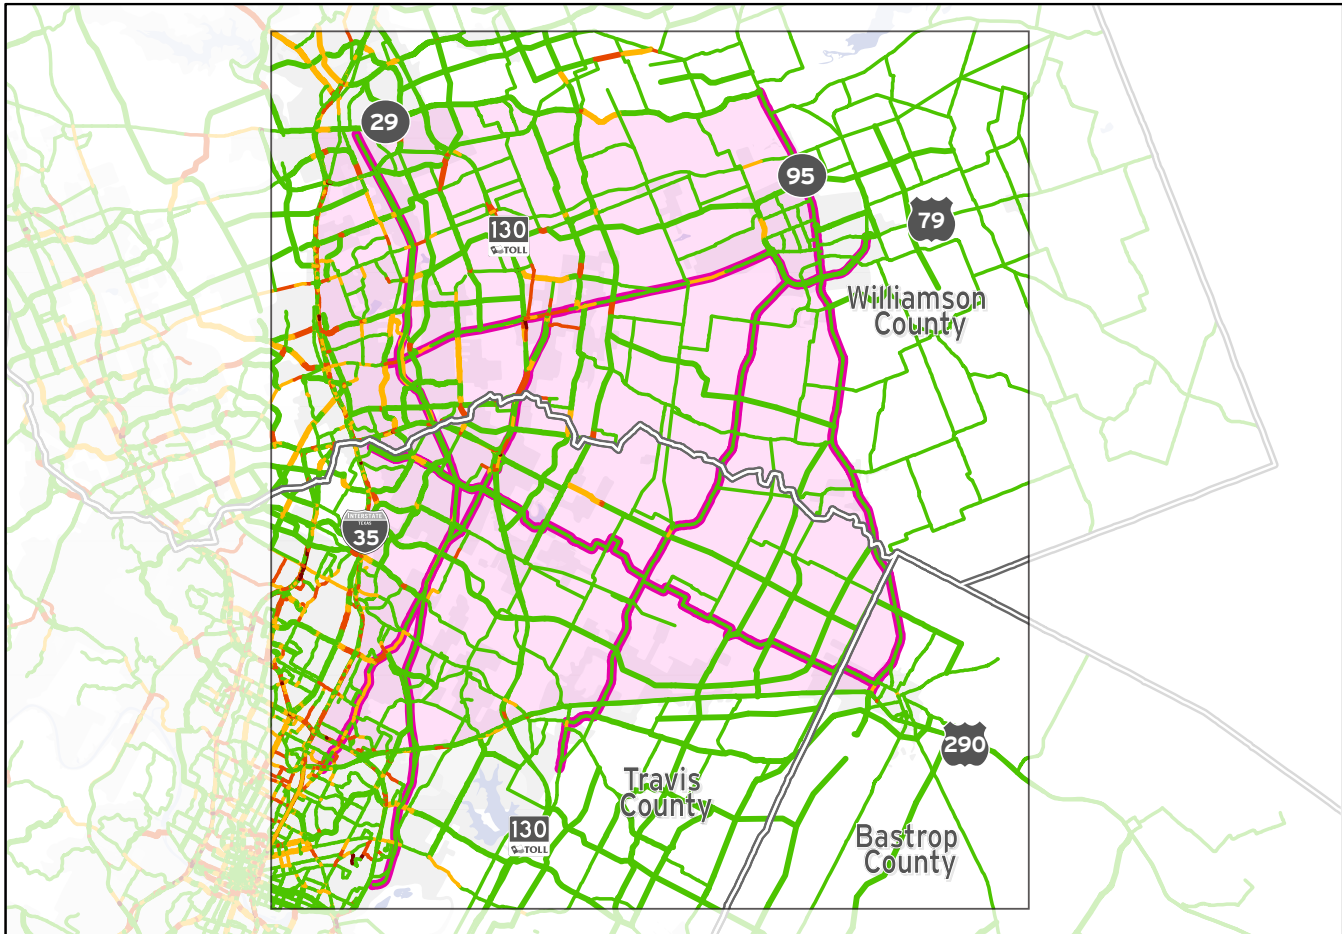 29
95
79
130
TOLL
Williamson
County
INTERSTATE
TEXAS
35
290
Travis
County
130
TOLL
Bastrop
County